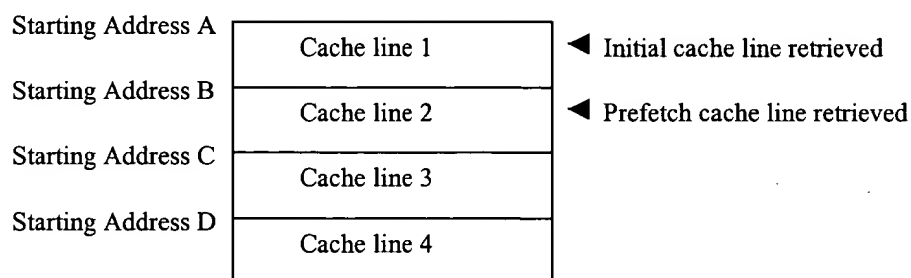 Starting Address A
Cache line 1
◄ Initial cache line retrieved
Starting Address B
Cache line 2
◄ Prefetch cache line retrieved
Starting Address C
Cache line 3
Starting Address D
Cache line 4